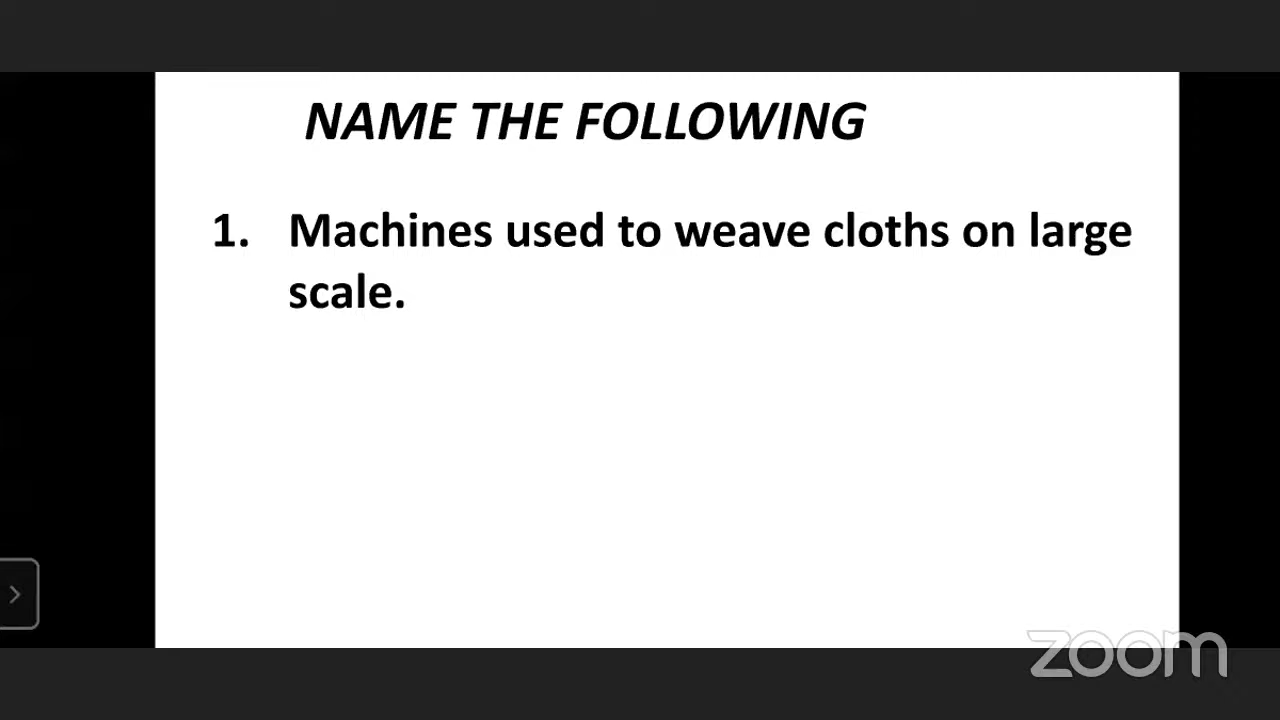 NAME THE FOLLOWING
1. Machines used to weave cloths on large
scale.
zoom